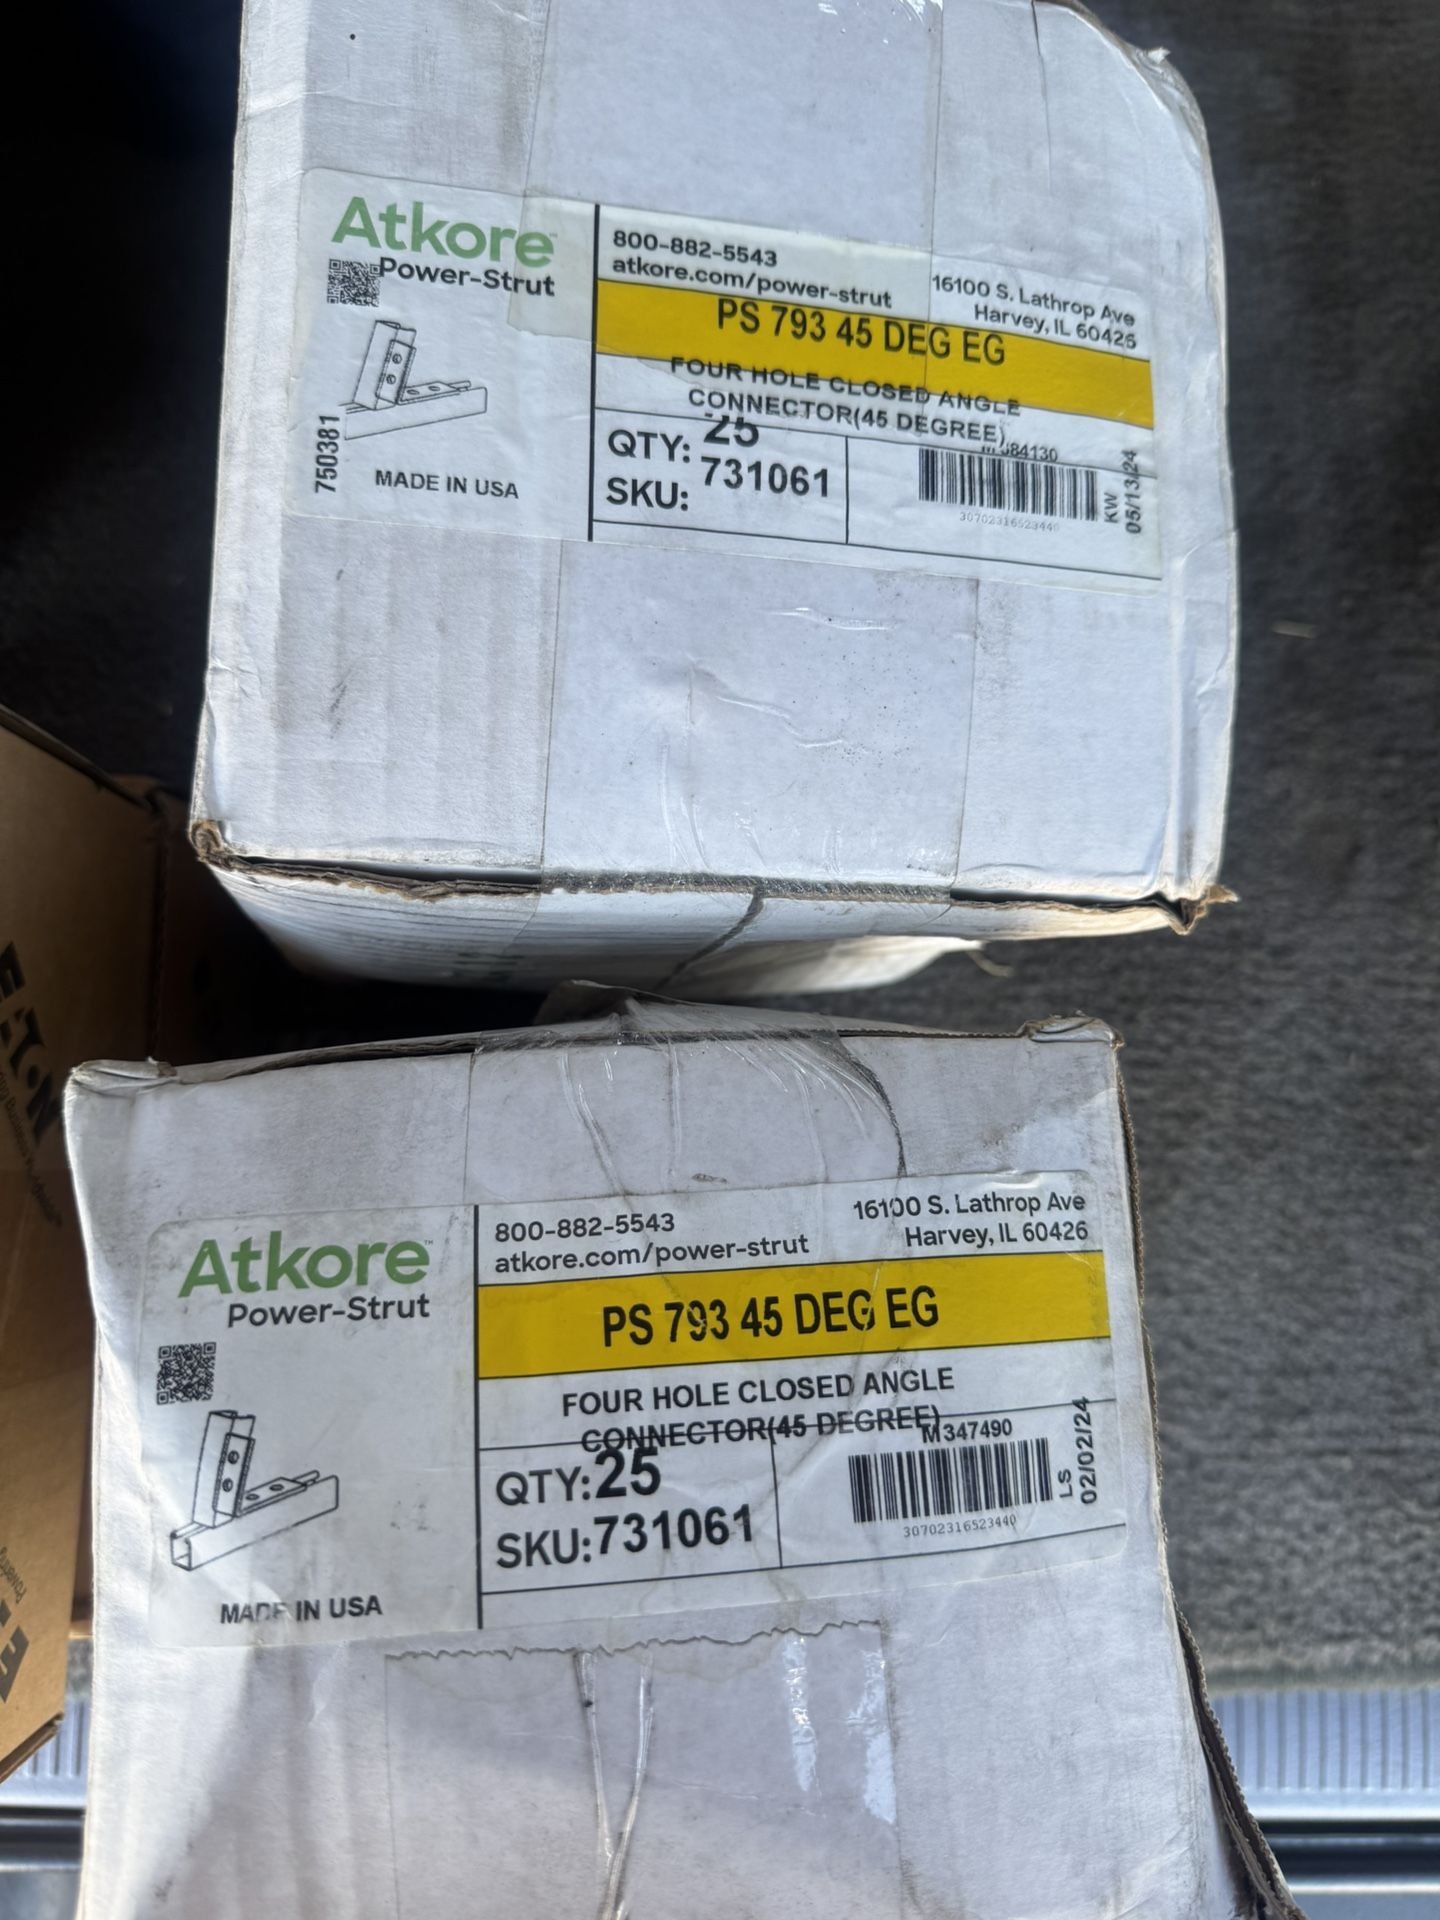 Atkore™
Power-Strut
750381
MADE IN USA
800-882-5543
atkore.com/power-strut
16100 S. Lathrop Ave
Harvey, IL 60426
PS 793 45 DEG EG
FOUR HOLE CLOSED ANGLE
CONNECTOR(45 DEGREE)
QTY: 25
SKU: 731061
30702316523440
KW
05/13/24
Atkore™
Power-Strut
MADE IN USA
800-882-5543
atkore.com/power-strut
16100 S. Lathrop Ave
Harvey, IL 60426
PS 793 45 DEG EG
FOUR HOLE CLOSED ANGLE
CONNECTOR(45 DEGREE)
QTY:25
SKU:731061
M347490
30702316523440
LS
02/02/24